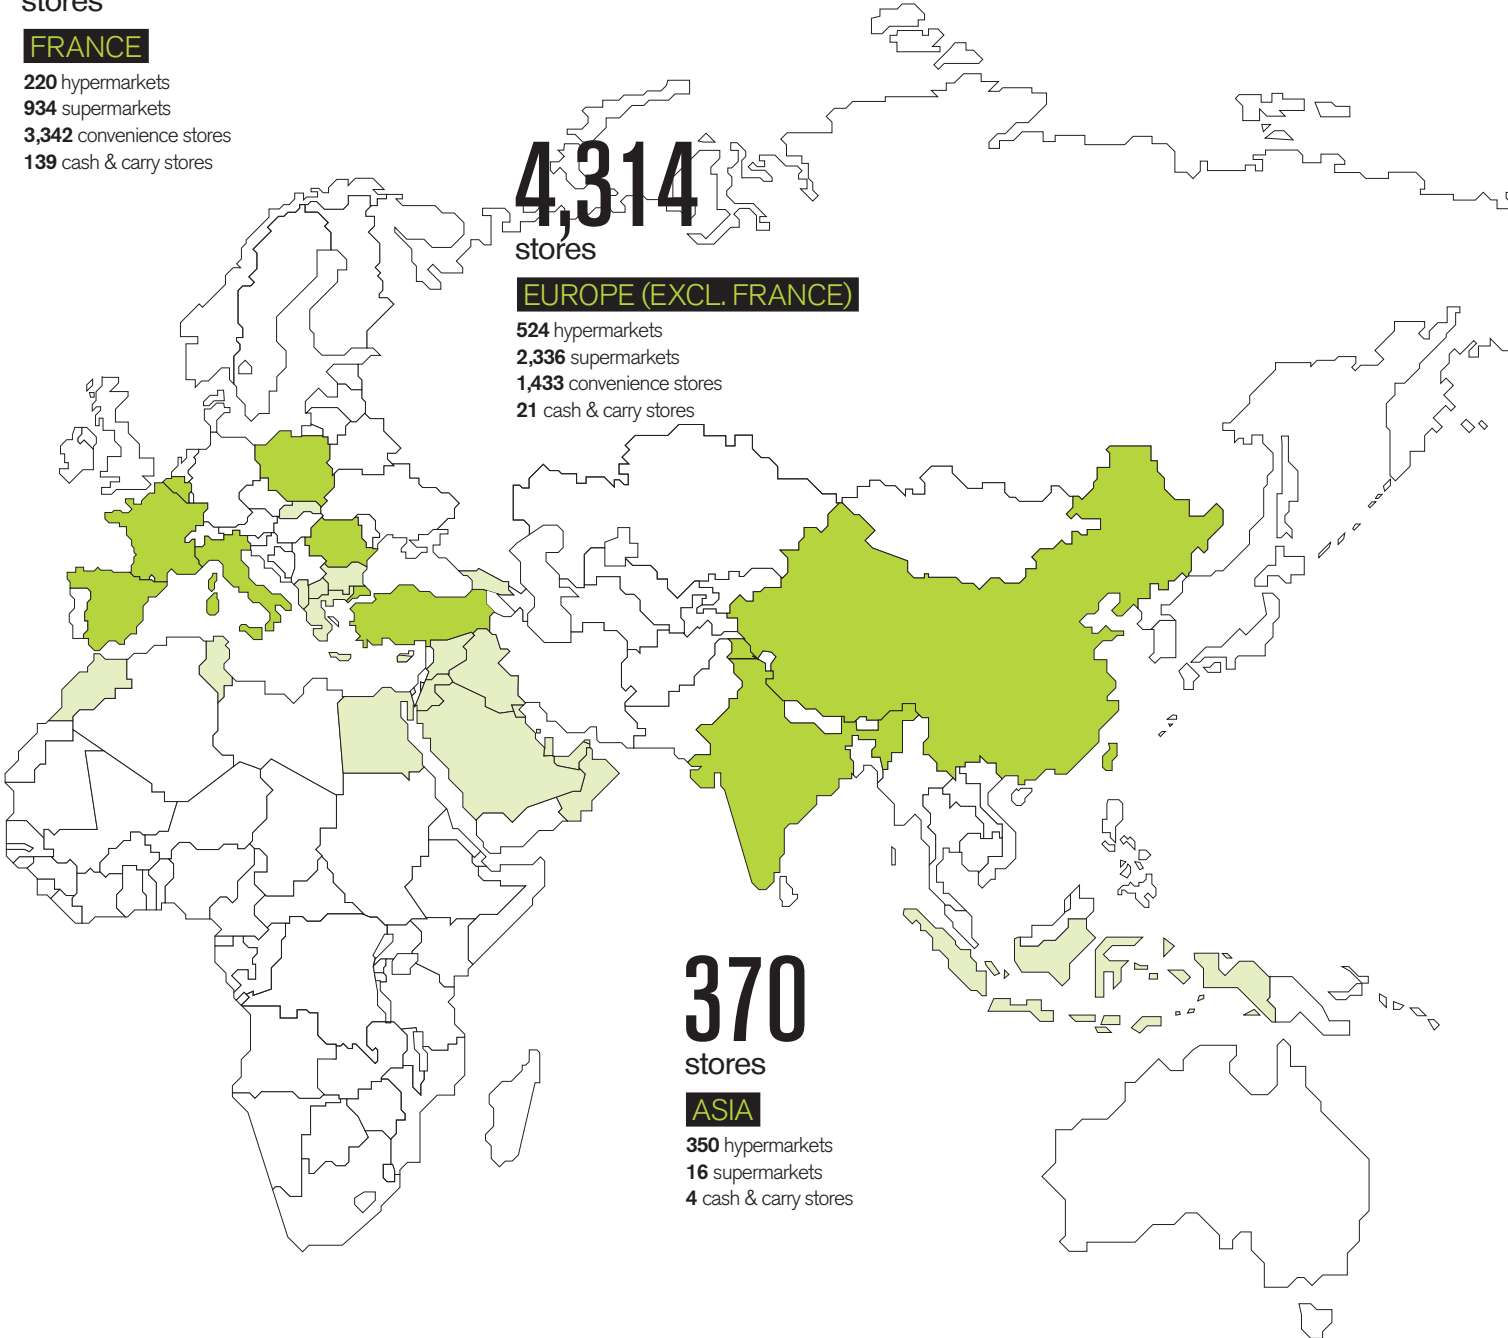 stores
FRANCE
220 hypermarkets
934 supermarkets
3,342 convenience stores
139 cash & carry stores
4,314
stores
EUROPE (EXCL. FRANCE)
524 hypermarkets
2,336 supermarkets
1,433 convenience stores
21 cash & carry stores
370
stores
ASIA
350 hypermarkets
16 supermarkets
4 cash & carry stores